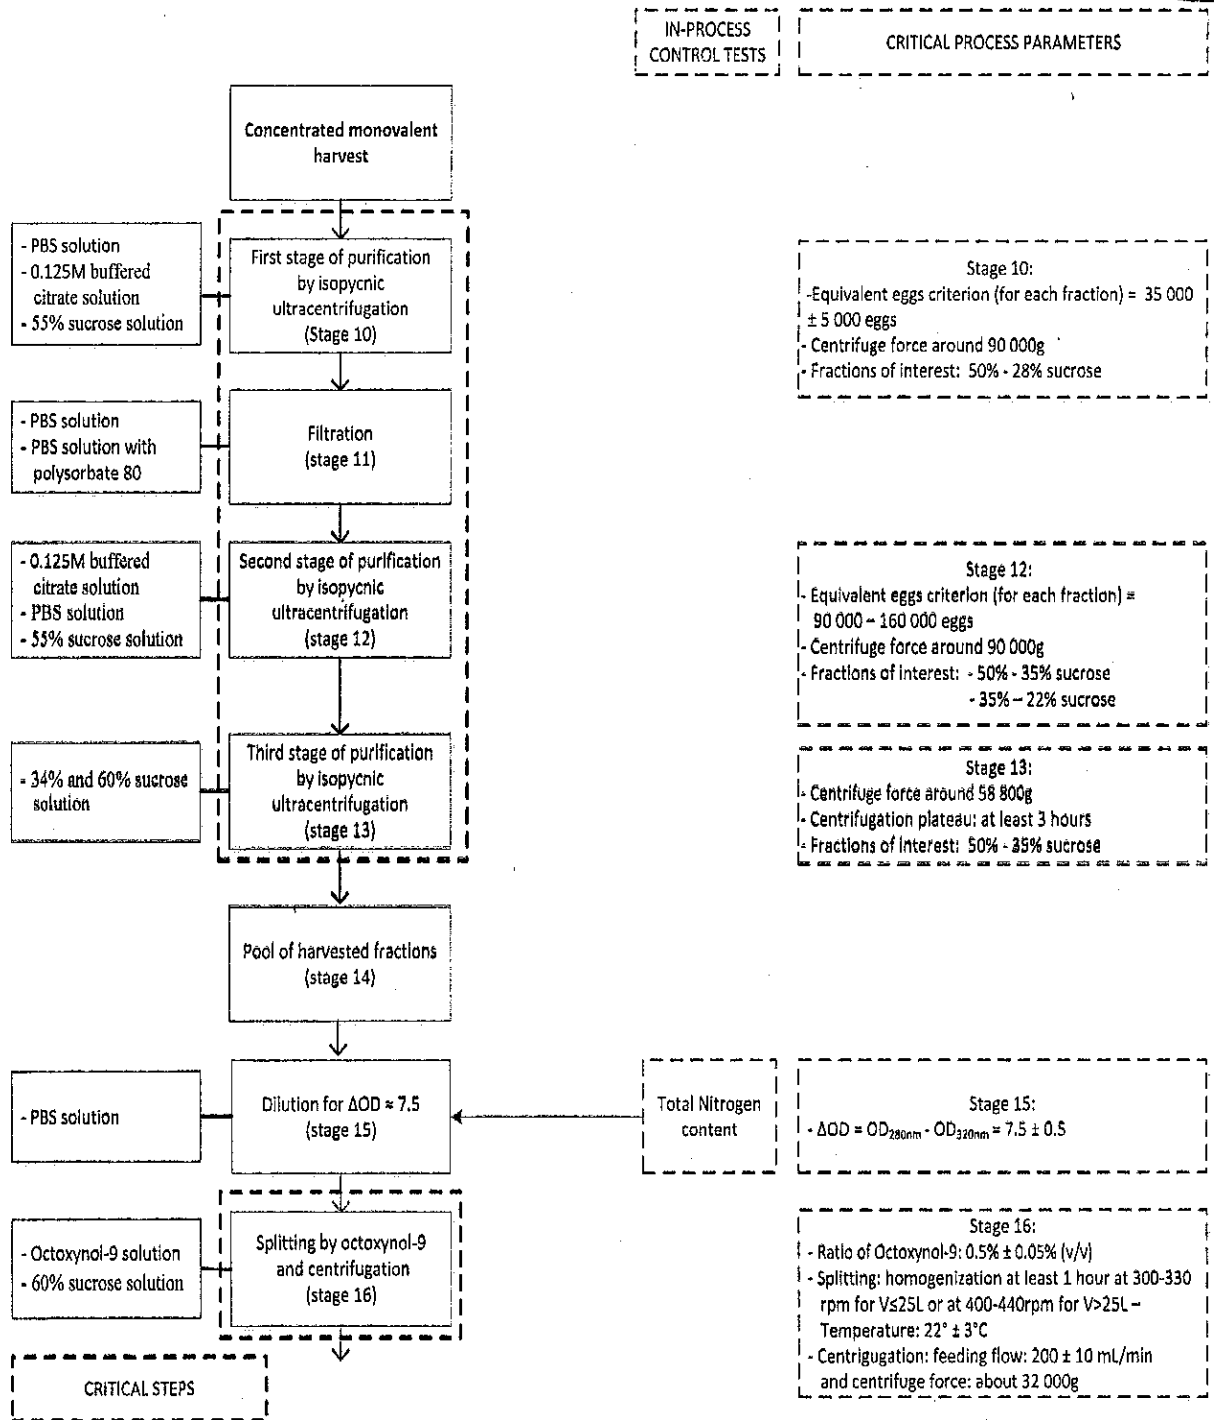 IN-PROCESS
CONTROL TESTS
CRITICAL PROCESS PARAMETERS
Concentrated monovalent
harvest
- PBS solution
- 0.125M buffered
citrate solution
- 55% sucrose solution
First stage of purification
by isopycnic
ultracentrifugation
(Stage 10)
Stage 10:
-Equivalent eggs criterion (for each fraction) = 35 000
± 5 000 eggs
- Centrifuge force around 90 000g
- Fractions of interest: 50% - 28% sucrose
- PBS solution
- PBS solution with
polysorbate 80
Filtration
(stage 11)
- 0.125M buffered
citrate solution
- PBS solution
- 55% sucrose solution
Second stage of purification
by isopycnic
ultracentrifugation
(stage 12)
Stage 12:
- Equivalent eggs criterion (for each fraction) =
90 000 – 160 000 eggs
- Centrifuge force around 90 000g
- Fractions of interest: - 50% - 35% sucrose
- 35% – 22% sucrose
- 34% and 60% sucrose
solution
Third stage of purification
by isopycnic
ultracentrifugation
(stage 13)
Stage 13:
- Centrifuge force around 58 800g
- Centrifugation plateau: at least 3 hours
- Fractions of interest: 50% - 35% sucrose
Pool of harvested fractions
(stage 14)
- PBS solution
Dilution for ΔOD ≈ 7.5
(stage 15)
Total Nitrogen
content
Stage 15:
- ΔOD = OD280nm - OD320nm = 7.5 ± 0.5
- Octoxynol-9 solution
- 60% sucrose solution
Splitting by octoxynol-9
and centrifugation
(stage 16)
Stage 16:
- Ratio of Octoxynol-9: 0.5% ± 0.05% (v/v)
- Splitting: homogenization at least 1 hour at 300-330
rpm for V≤25L or at 400-440rpm for V>25L –
Temperature: 22° ± 3°C
- Centrigugation: feeding flow: 200 ± 10 mL/min
and centrifuge force: about 32 000g
CRITICAL STEPS